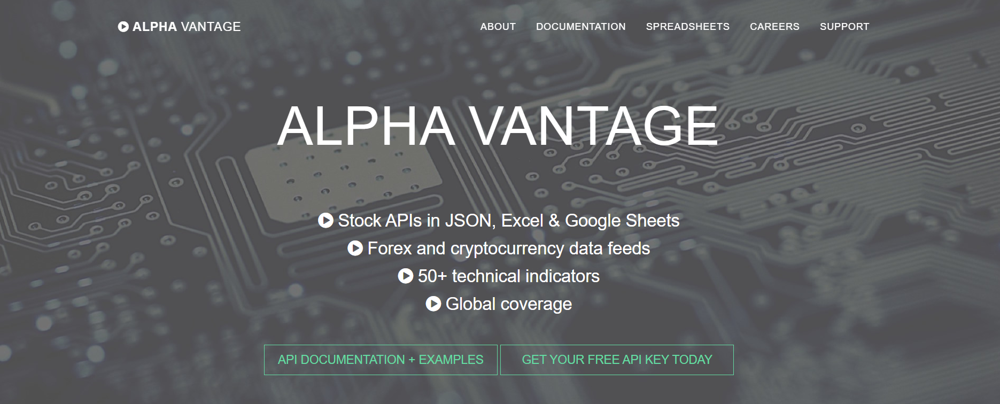 ALPHA VANTAGE
ABOUT DOCUMENTATION SPREADSHEETS CAREERS SUPPORT
ALPHA VANTAGE
Stock APIs in JSON, Excel & Google Sheets
Forex and cryptocurrency data feeds
50+ technical indicators
Global coverage
API DOCUMENTATION + EXAMPLES
GET YOUR FREE API KEY TODAY